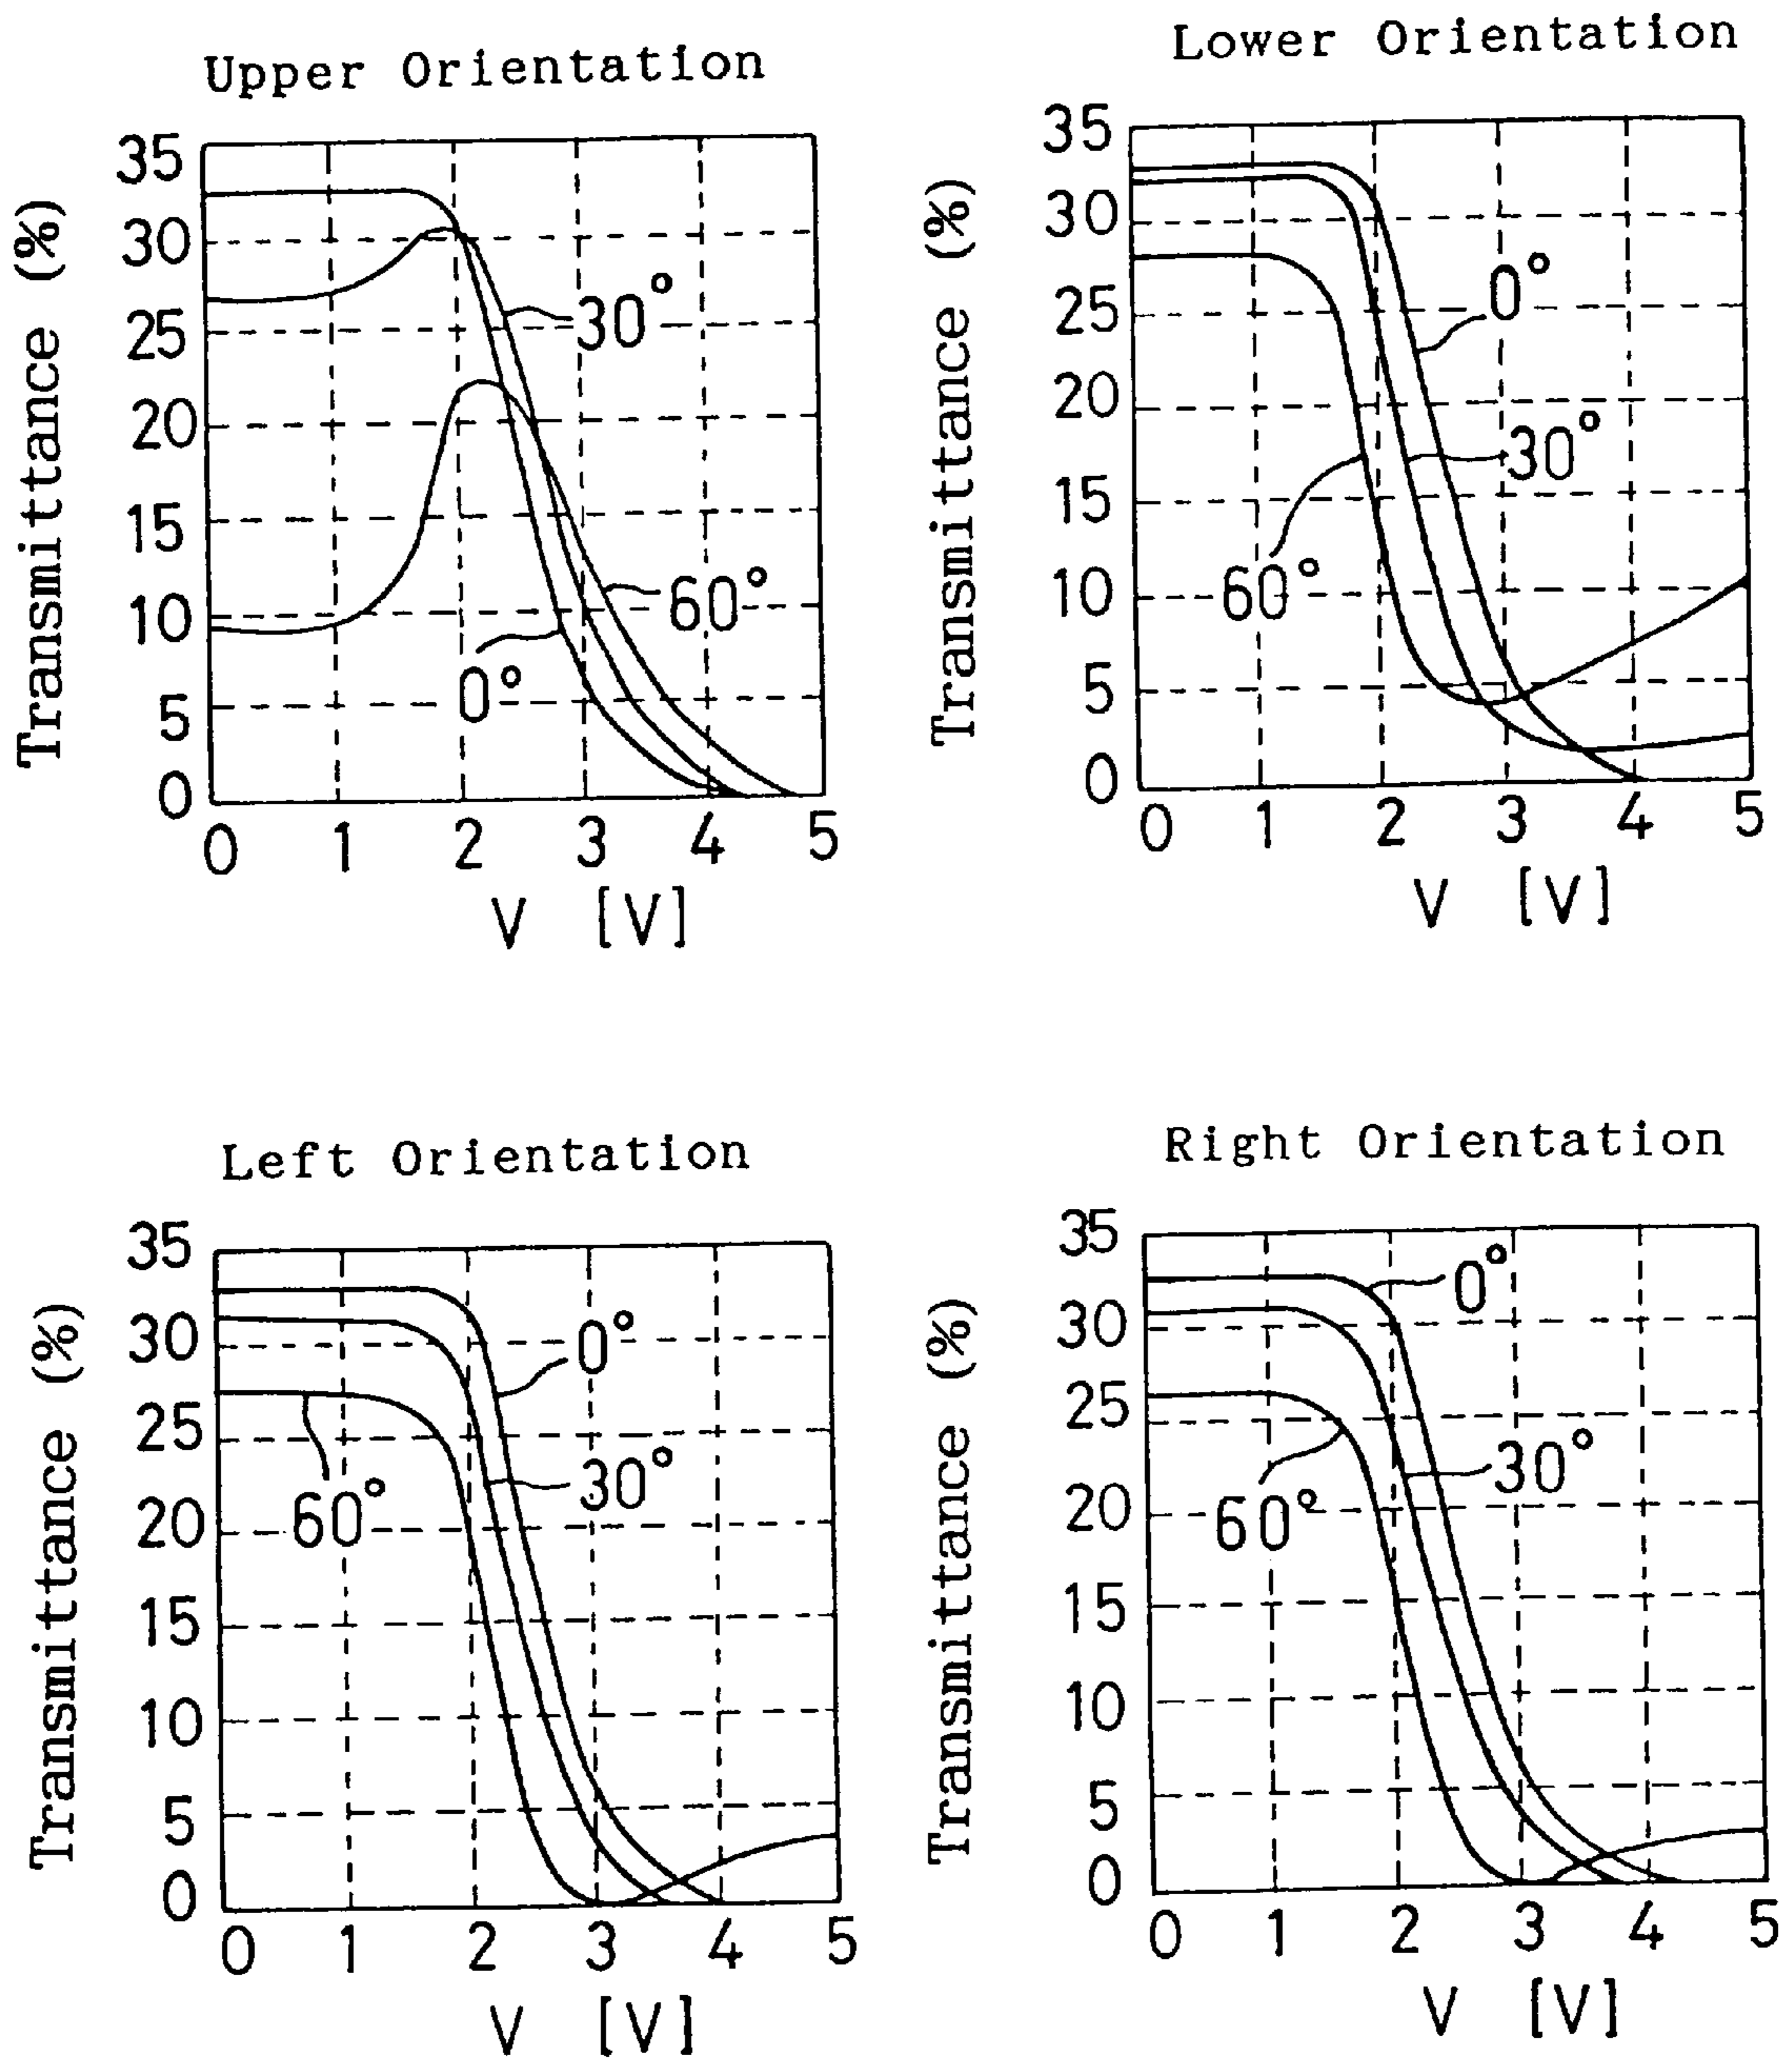 Upper Orientation
Transmittance (%)
35
30
25
20
15
10
5
0
30°
60°
0°
0 1 2 3 4 5
V [V]
Lower Orientation
Transmittance (%)
35
30
25
20
15
10
5
0
0°
30°
60°
0 1 2 3 4 5
V [V]
Left Orientation
Transmittance (%)
35
30
25
20
15
10
5
0
0°
30°
60°
0 1 2 3 4 5
V [V]
Right Orientation
Transmittance (%)
35
30
25
20
15
10
5
0
0°
30°
60°
0 1 2 3 4 5
V [V]